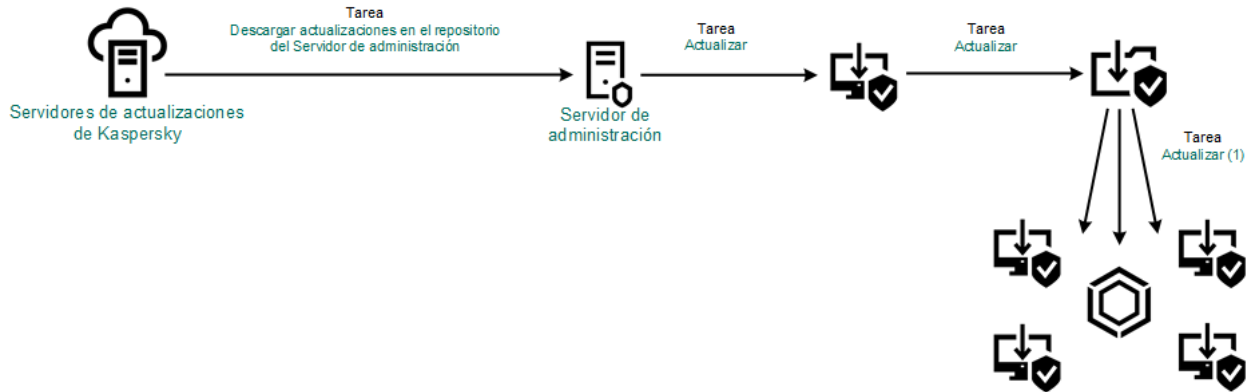 Tarea
Descargar actualizaciones en el repositorio
del Servidor de administración
Tarea
Actualizar
Tarea
Actualizar
Servidores de actualizaciones
de Kaspersky
Servidor de
administración
Tarea
Actualizar (1)